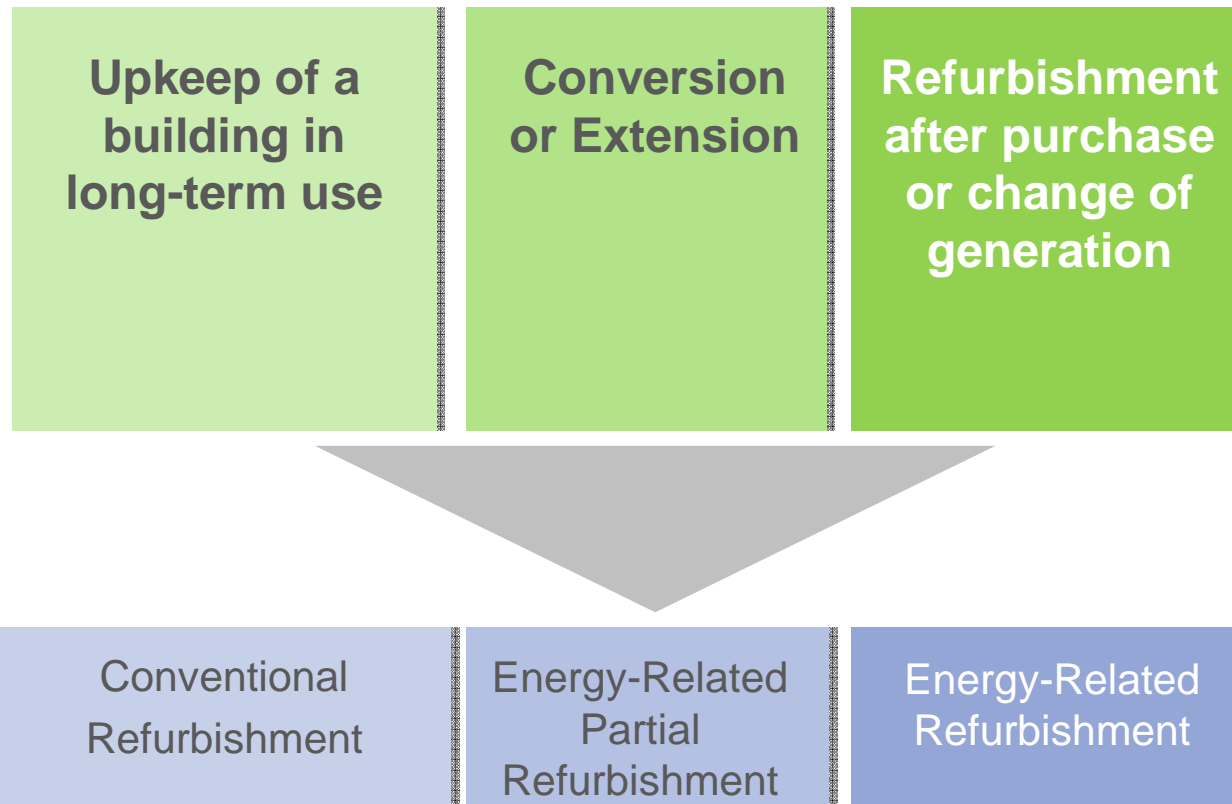 Upkeep of a
building in
long-term use
Conversion
or Extension
Refurbishment
after purchase
or change of
generation
Conventional
Refurbishment
Energy-Related
Partial
Refurbishment
Energy-Related
Refurbishment